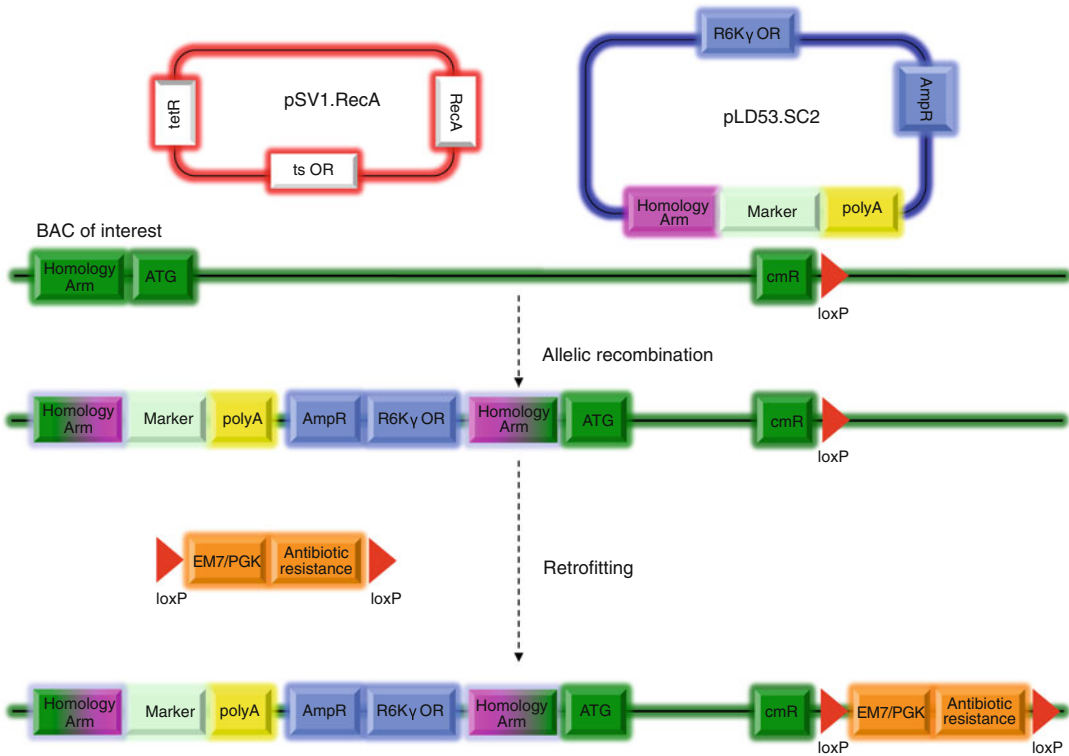 R6Kγ OR
pSV1.RecA
tetR
RecA
AmpR
pLD53.SC2
ts OR
Homology
Arm
Marker
polyA
BAC of interest
Homology
Arm
ATG
cmR
loxP
Allelic recombination
Homology
Arm
Marker
polyA
AmpR
R6Kγ OR
Homology
Arm
ATG
cmR
loxP
EM7/PGK
Antibiotic
resistance
loxP
loxP
Retrofitting
Homology
Arm
Marker
polyA
AmpR
R6Kγ OR
Homology
Arm
ATG
cmR
EM7/PGK
Antibiotic
resistance
loxP
loxP